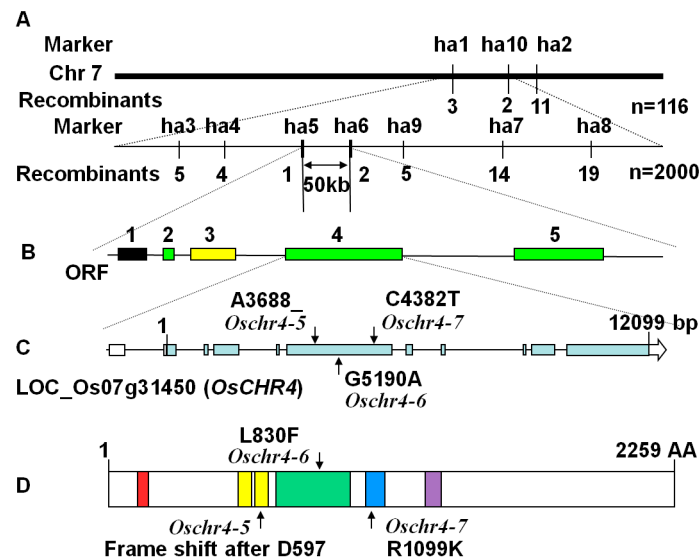 A
Marker ha1 ha10 ha2
Chr 7
Recombinants 3 2 11 n=116
Marker ha3 ha4 ha5 ha6 ha9 ha7 ha8
Recombinants 5 4 1 50kb 2 5 14 19 n=2000
B 1 2 3 4 5
ORF
A3688_ C4382T
Oschr4-5 Oschr4-7
1 12099 bp
C
G5190A
LOC_Os07g31450 (OsCHR4) Oschr4-6
L830F
1 Oschr4-6 2259 AA
D
Oschr4-5 Oschr4-7
Frame shift after D597 R1099K